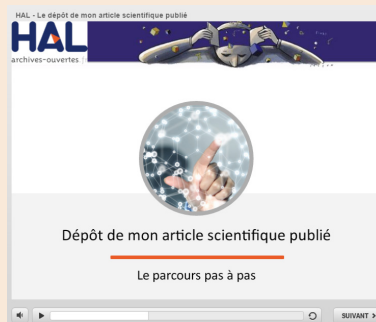 HAL - Le dépôt de mon article scientifique publié
HAL
archives-ouvertes
Dépôt de mon article scientifique publié
Le parcours pas à pas
SUIVANT >